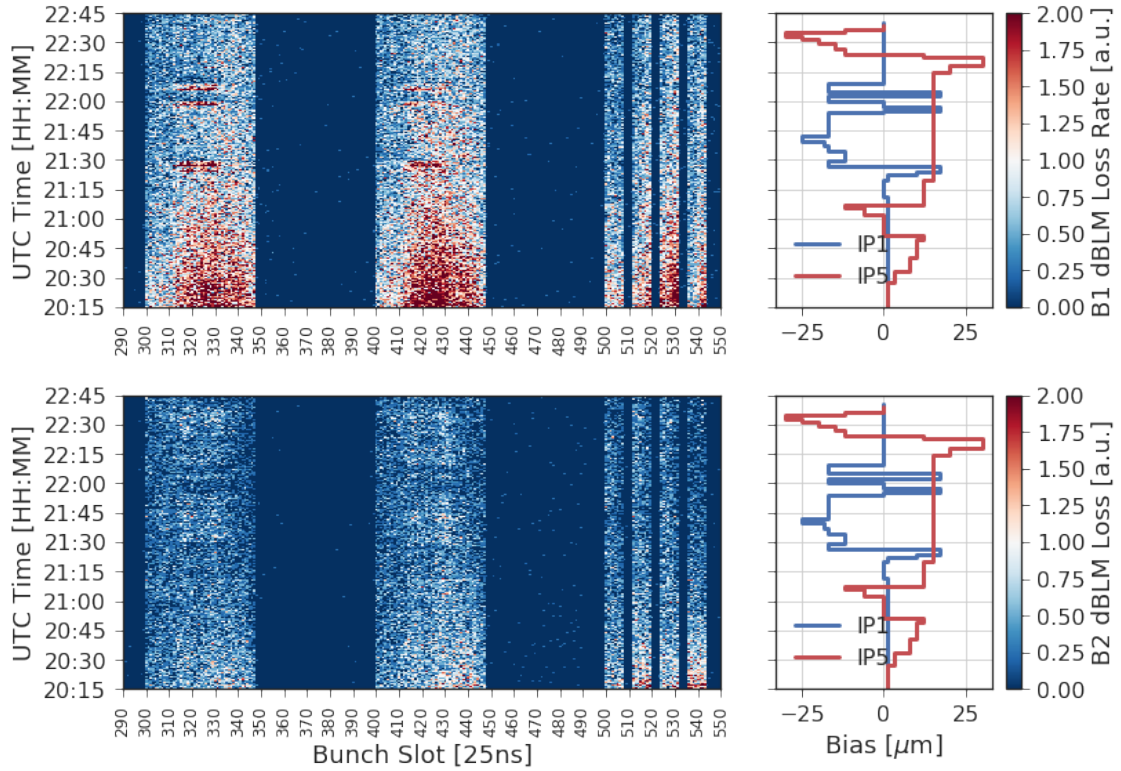 22:45
22:30
22:15
22:00
21:45
21:30
21:15
21:00
20:45
20:30
20:15
UTC Time [HH:MM]
290 300 310 320 330 340 350 360 370 380 390 400 410 420 430 440 450 460 470 480 490 500 510 520 530 540 550
IP1
IP5
−25 0 25
2.00
1.75
1.50
1.25
1.00
0.75
0.50
0.25
0.00
B1 dBLM Loss Rate [a.u.]
22:45
22:30
22:15
22:00
21:45
21:30
21:15
21:00
20:45
20:30
20:15
UTC Time [HH:MM]
290 300 310 320 330 340 350 360 370 380 390 400 410 420 430 440 450 460 470 480 490 500 510 520 530 540 550
Bunch Slot [25ns]
IP1
IP5
−25 0 25
Bias [μm]
2.00
1.75
1.50
1.25
1.00
0.75
0.50
0.25
0.00
B2 dBLM Loss [a.u.]